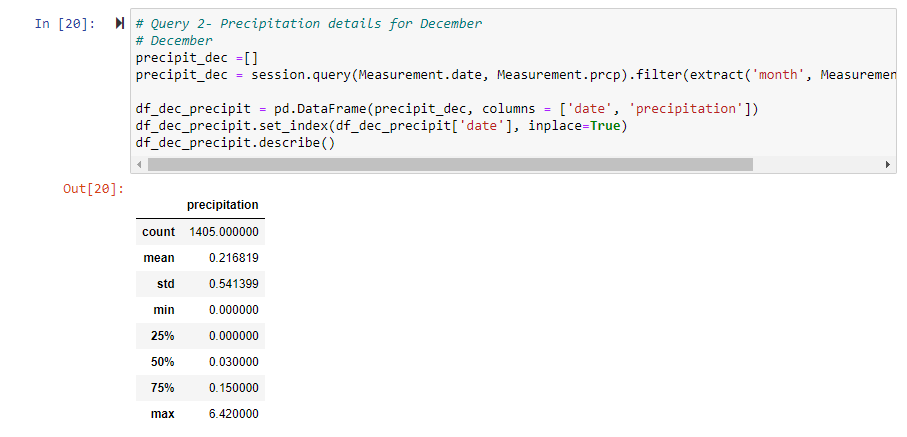 In [20]:
# Query 2- Precipitation details for December
# December
precipit_dec =[]
precipit_dec = session.query(Measurement.date, Measurement.prcp).filter(extract('month', Measuremen
df_dec_precipit = pd.DataFrame(precipit_dec, columns = ['date', 'precipitation'])
df_dec_precipit.set_index(df_dec_precipit['date'], inplace=True)
df_dec_precipit.describe()
Out[20]:
precipitation
count 1405.000000
mean 0.216819
std 0.541399
min 0.000000
25% 0.000000
50% 0.030000
75% 0.150000
max 6.420000